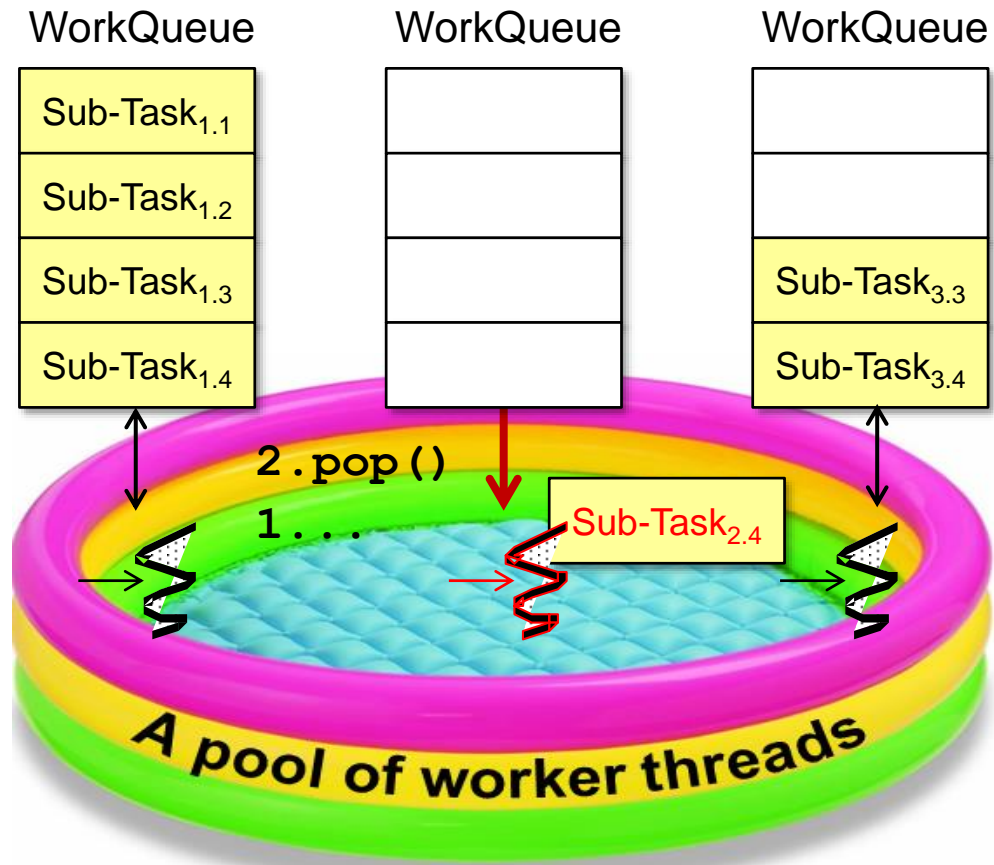 WorkQueue WorkQueue WorkQueue
Sub-Task1.1
Sub-Task1.2
Sub-Task1.3 Sub-Task3.3
Sub-Task1.4 Sub-Task3.4
2.pop()
1... Sub-Task2.4
A pool of worker threads